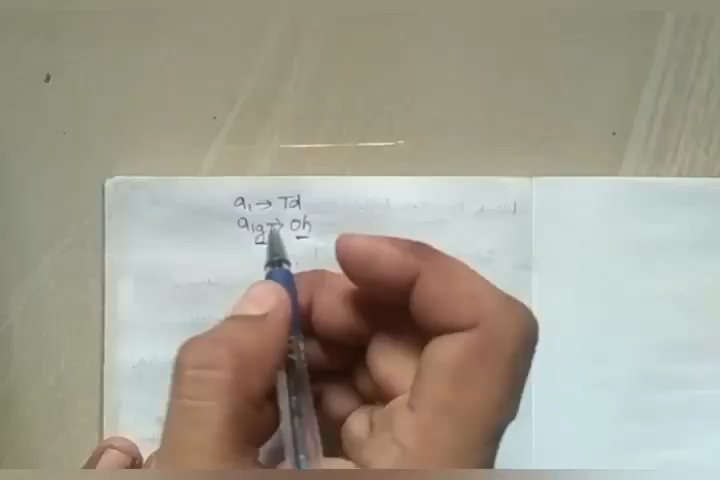 a₁ → Td
a₁g → Oh